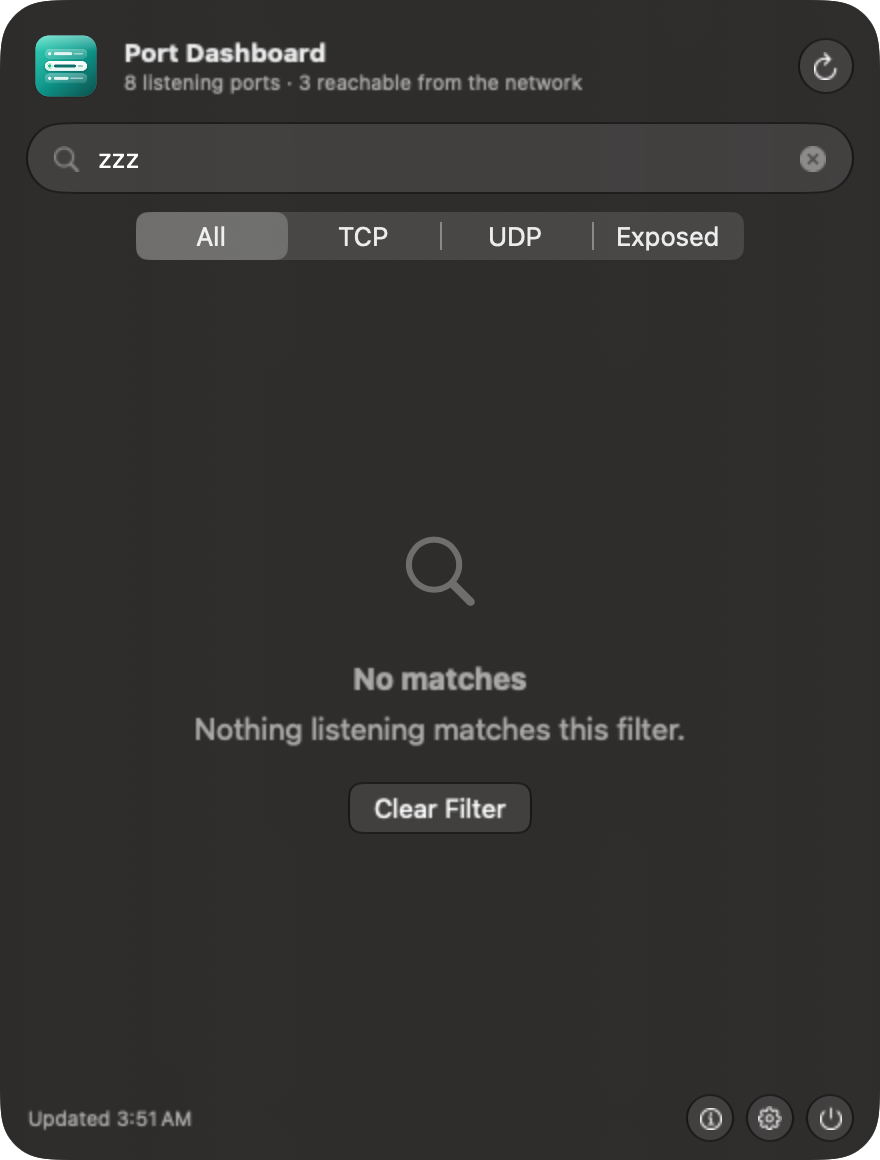 Port Dashboard
8 listening ports · 3 reachable from the network
zzz
All
TCP
UDP
Exposed
No matches
Nothing listening matches this filter.
Clear Filter
Updated 3:51 AM